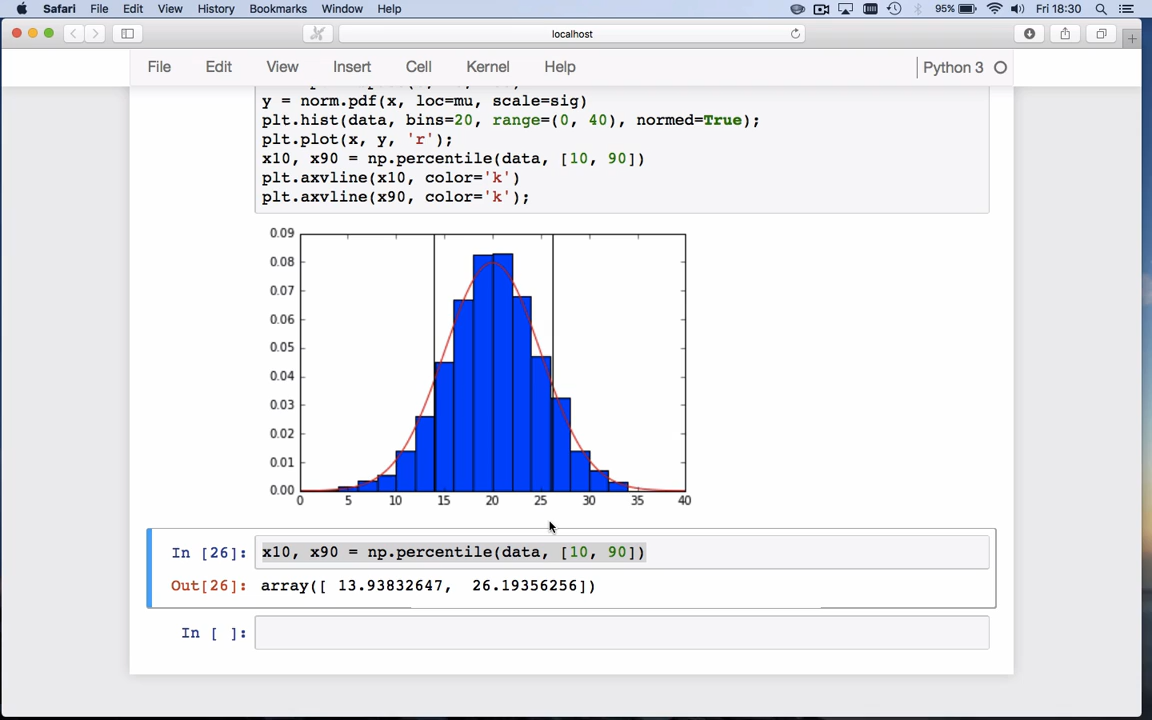 Safari File Edit View History Bookmarks Window Help 95% Fri 18:30
localhost
File Edit View Insert Cell Kernel Help Python 3
y = norm.pdf(x, loc=mu, scale=sig)
plt.hist(data, bins=20, range=(0, 40), normed=True);
plt.plot(x, y, 'r');
x10, x90 = np.percentile(data, [10, 90])
plt.axvline(x10, color='k')
plt.axvline(x90, color='k');
0.09
0.08
0.07
0.06
0.05
0.04
0.03
0.02
0.01
0.00
0 5 10 15 20 25 30 35 40
In [26]: x10, x90 = np.percentile(data, [10, 90])
Out[26]: array([ 13.93832647, 26.19356256])
In [ ]: